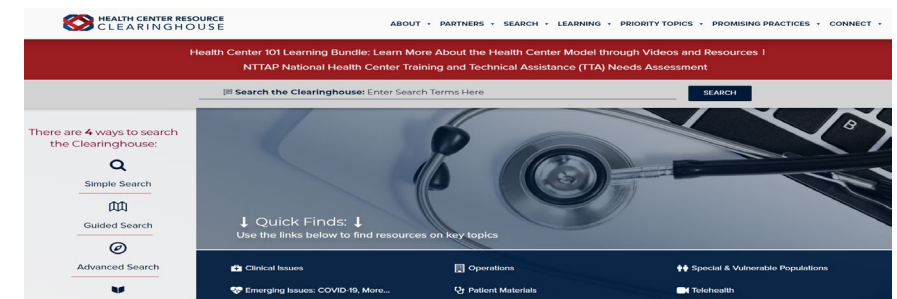 HEALTH CENTER RESOURCE
CLEARINGHOUSE
ABOUT PARTNERS SEARCH LEARNING PRIORITY TOPICS PROMISING PRACTICES CONNECT
Health Center 101 Learning Bundle: Learn More About the Health Center Model through Videos and Resources !
NTTAP National Health Center Training and Technical Assistance (TTA) Needs Assessment
Search the Clearinghouse: Enter Search Terms Here
SEARCH
There are 4 ways to search
the Clearinghouse:
Simple Search
Guided Search
Advanced Search
↓ Quick Finds: ↓
Use the links below to find resources on key topics
Clinical Issues
Operations
Special & Vulnerable Populations
Emerging Issues: COVID-19, More...
Patient Materials
Telehealth
B